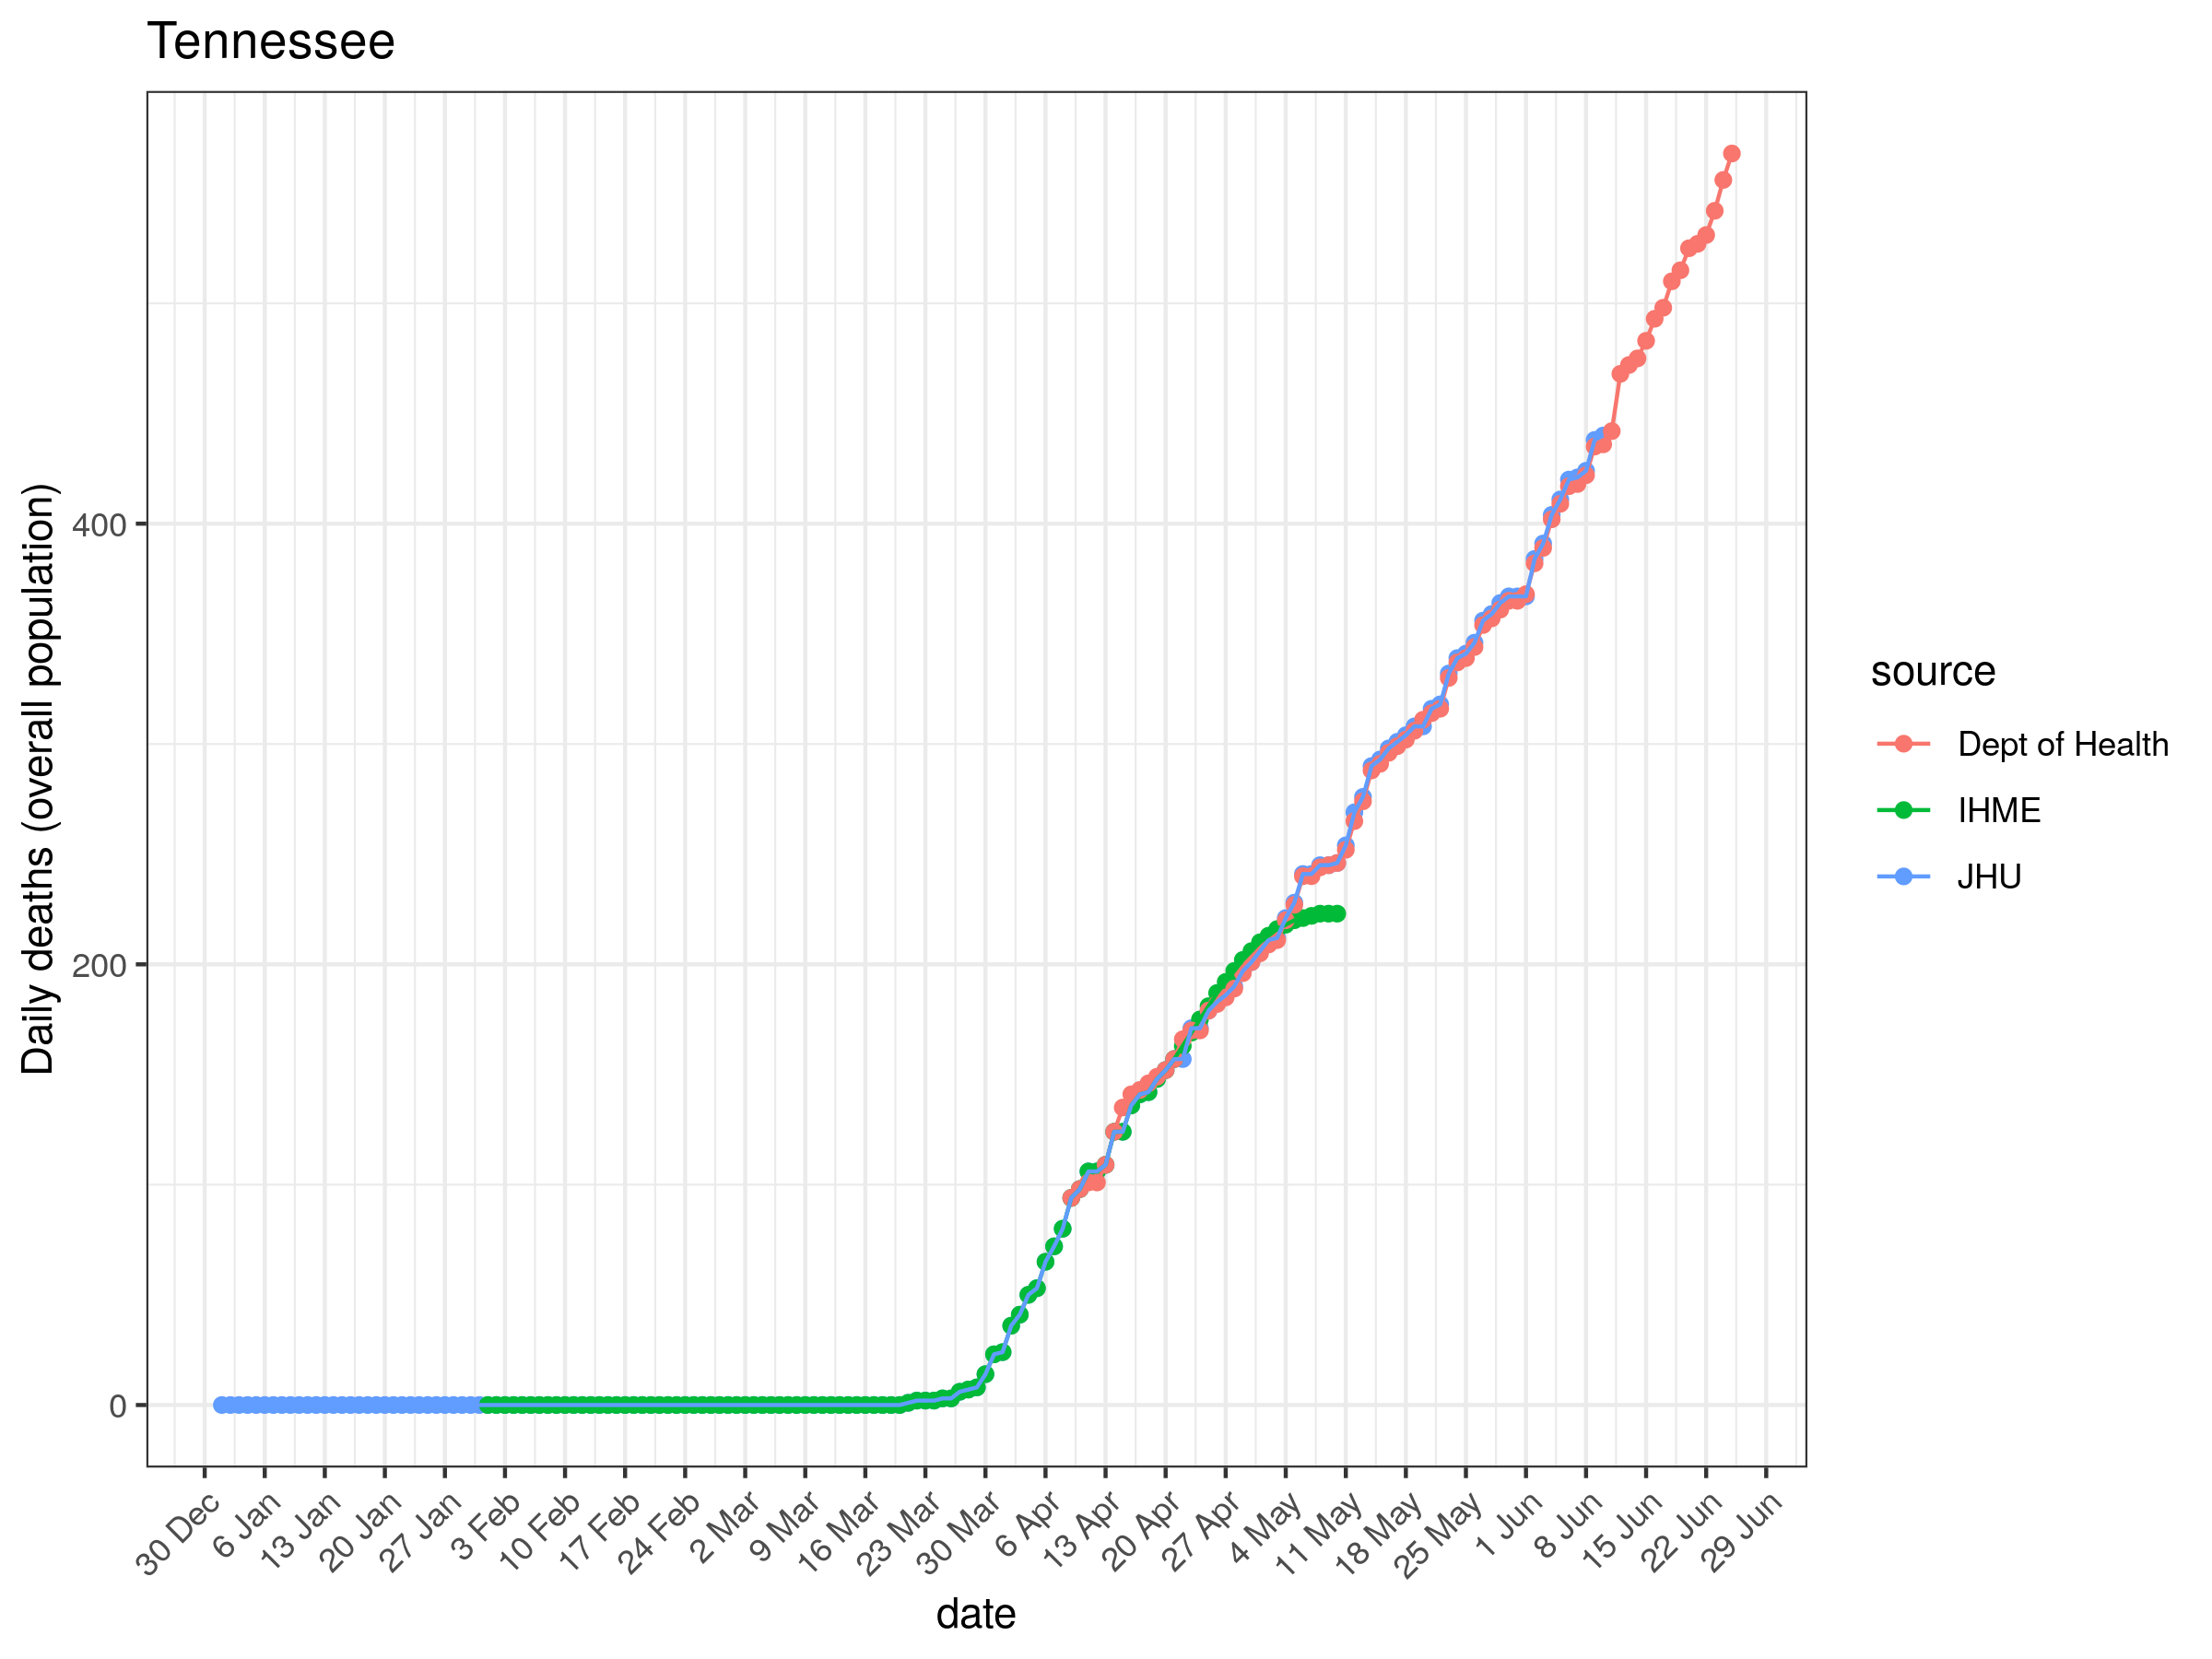 Tennessee
Daily deaths (overall population)
400
200
0
30 Dec
6 Jan
13 Jan
20 Jan
27 Jan
3 Feb
10 Feb
17 Feb
24 Feb
2 Mar
9 Mar
16 Mar
23 Mar
30 Mar
6 Apr
13 Apr
20 Apr
27 Apr
4 May
11 May
18 May
25 May
1 Jun
8 Jun
15 Jun
22 Jun
29 Jun
date
source
Dept of Health
IHME
JHU